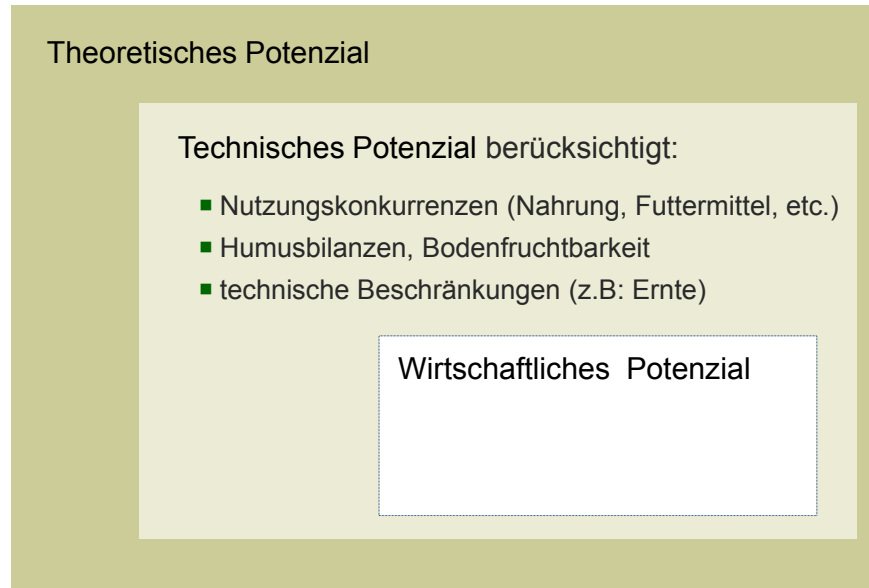 Theoretisches Potenzial
Technisches Potenzial berücksichtigt:
Nutzungskonkurrenzen (Nahrung, Futtermittel, etc.)
Humusbilanzen, Bodenfruchtbarkeit
technische Beschränkungen (z.B: Ernte)
Wirtschaftliches Potenzial